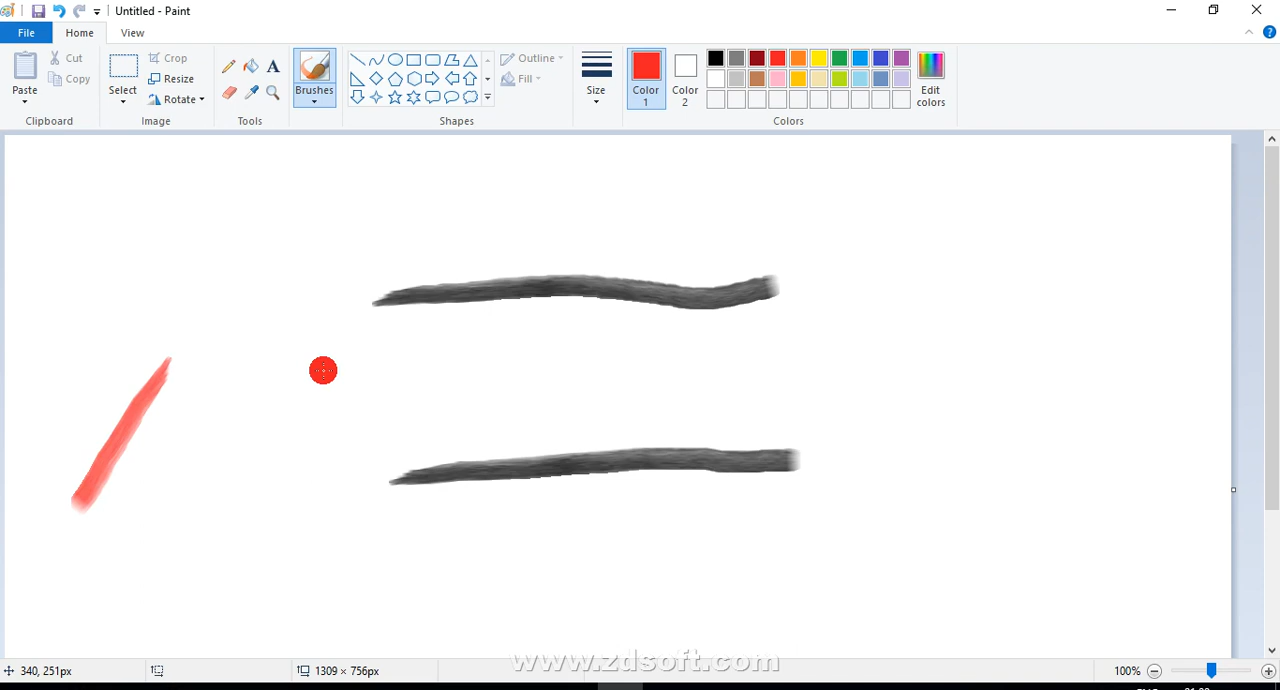 Untitled - Paint
File Home View
Paste
Cut
Copy
Clipboard
Select
Crop
Resize
Rotate
Image
A
Tools
Brushes
Shapes
Outline
Fill
Size
Color 1
Color 2
Edit colors
Colors
340, 251px
1309 × 756px
www.zdsoft.com
100%